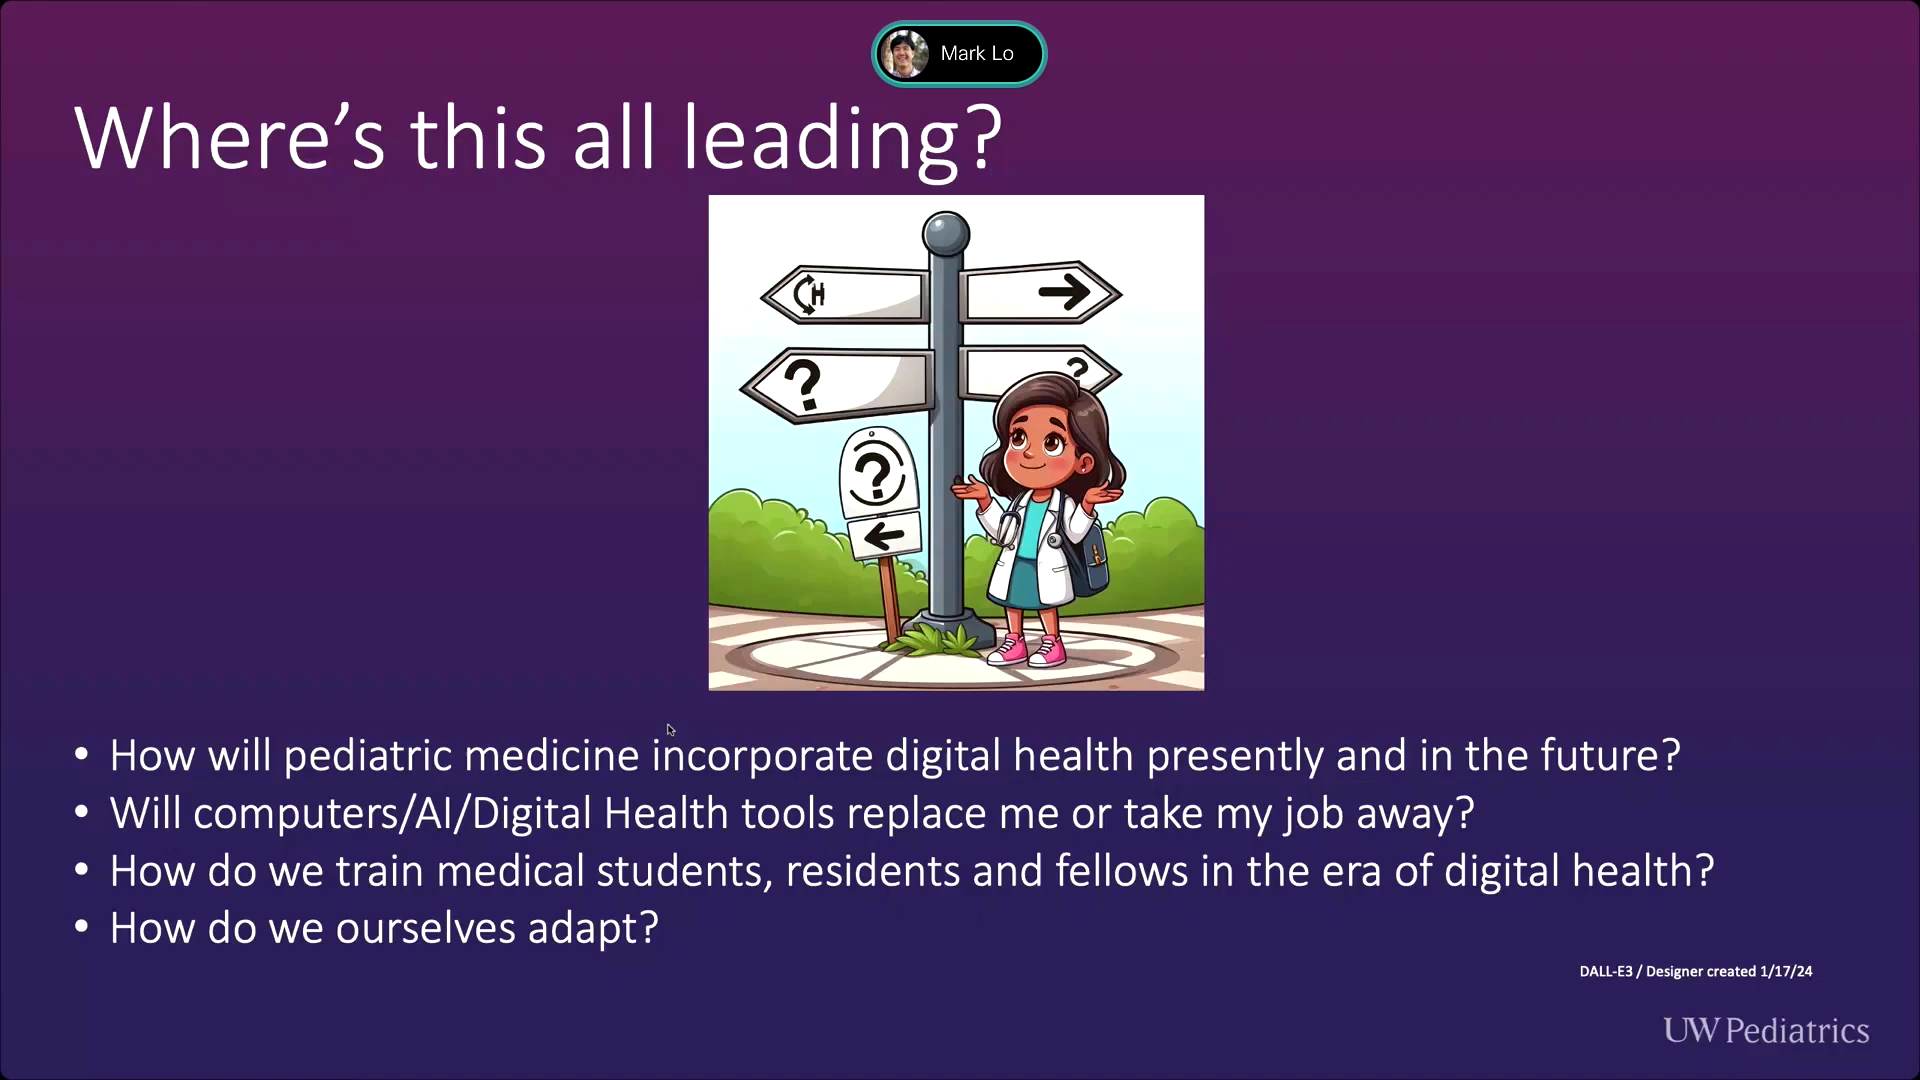 Mark Lo
Where’s this all leading?
H
?
?
?
• How will pediatric medicine incorporate digital health presently and in the future?
• Will computers/AI/Digital Health tools replace me or take my job away?
• How do we train medical students, residents and fellows in the era of digital health?
• How do we ourselves adapt?
DALL-E3 / Designer created 1/17/24
UW Pediatrics